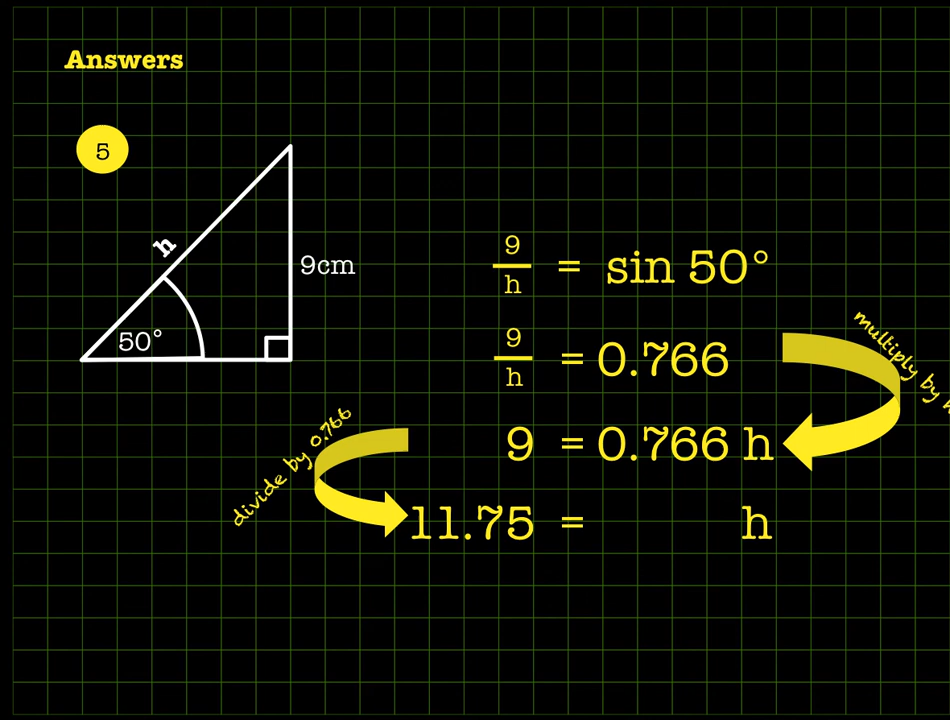 Answers
5
h
9cm
50°
9/h = sin 50°
9/h = 0.766
multiply by
9 = 0.766 h
divide by 0.766
11.75 = h